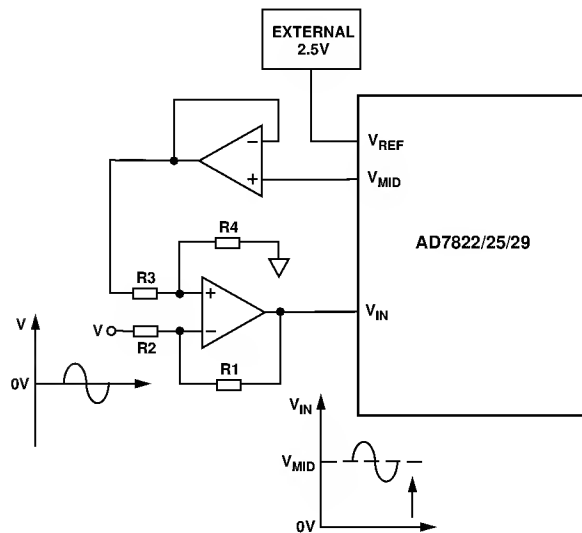 EXTERNAL
2.5V
VREF
VMID
AD7822/25/29
R4
R3
V
R2
R1
VIN
V
0V
VIN
VMID
0V
−
+
+
−